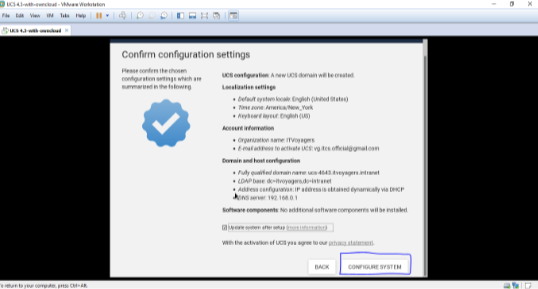 UCS 4.3-with-owncloud - VMware Workstation
File Edit View VM Tabs Help
UCS 4.3-with-owncloud
Confirm configuration settings
Please confirm the chosen
configuration settings which are
summarized in the following.
UCS configuration: A new UCS domain will be created.
Localization settings
Default system locale: English (United States)
Time zone: America/New_York
Keyboard layout: English (US)
Account information
Organization name: ITVoyagers
E-mail address to activate UCS: vg.dcs.official@gmail.com
Domain and host configuration
Fully qualified domain name: ucs-4643.itvoyagers.intranet
LDAP base: dc=itvoyagers,dc=intranet
Address configuration: IP address is obtained dynamically via DHCP
DNS server: 192.168.0.1
Software components: No additional software components will be installed.
Update system after setup (more information)
With the activation of UCS you agree to our privacy statement.
BACK CONFIGURE SYSTEM
to return to your computer, press Ctrl+Alt.